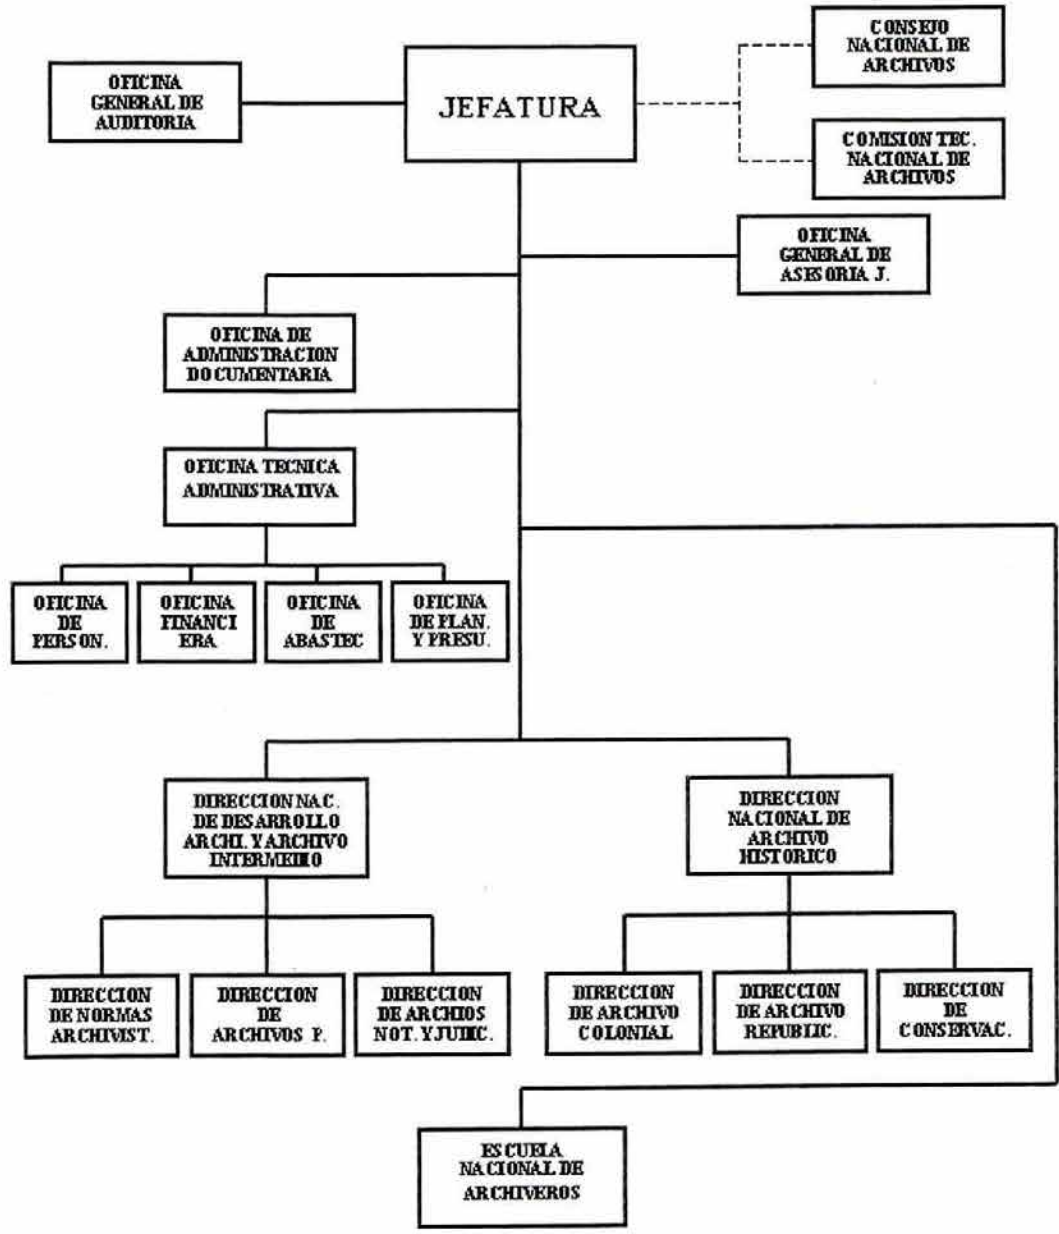 CONSEJO
NACIONAL DE
ARCHIVOS
OFICINA
GENERAL DE
AUDITORIA
JEFATURA
COMISION TEC.
NACIONAL DE
ARCHIVOS
OFICINA
GENERAL DE
ASESORIA J.
OFICINA DE
ADMINISTRACION
DOCUMENTARIA
OFICINA TECNICA
ADMINISTRATIVA
OFICINA
DE
PERSON.
OFICINA
FINANCI
ERA
OFICINA
DE
ABASTEC
OFICINA
DE PLAN.
Y PRESU.
DIRECCION NAC.
DE DESARROLLO
ARCHI. Y ARCHIVO
INTERMEDIO
DIRECCION
NACIONAL DE
ARCHIVO
HISTORICO
DIRECCION
DE NORMAS
ARCHIVIST.
DIRECCION
DE
ARCHIVOS P.
DIRECCION
DE ARCHIOS
NOT. Y JUDIC.
DIRECCION
DE ARCHIVO
COLONIAL
DIRECCION
DE ARCHIVO
REPUBLIC.
DIRECCION
DE
CONSERVAC.
ESCUELA
NACIONAL DE
ARCHIVEROS